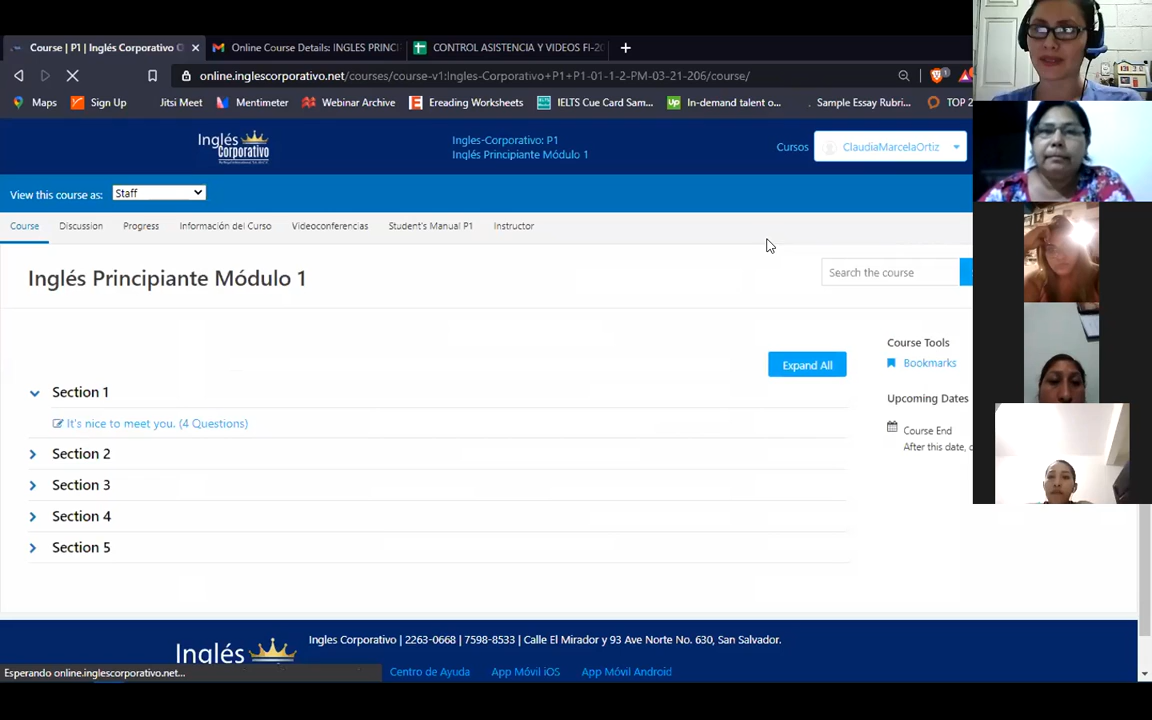 Course | P1 | Inglés Corporativo
Online Course Details: INGLES PRINCI
CONTROL ASISTENCIA Y VIDEOS FI-20
online.inglescorporativo.net/courses/course-v1:Ingles-Corporativo+P1+P1-01-1-2-PM-03-21-206/course/
Maps
Sign Up
Jitsi Meet
Mentimeter
Webinar Archive
Ereading Worksheets
IELTS Cue Card Sam...
In-demand talent o...
Sample Essay Rubri...
TOP 2
Inglés
Corporativo
Ingles-Corporativo: P1
Inglés Principiante Módulo 1
Cursos
ClaudiaMarcelaOrtiz
View this course as:
Staff
Course
Discussion
Progress
Información del Curso
Videoconferencias
Student's Manual P1
Instructor
Inglés Principiante Módulo 1
Search the course
Expand All
Course Tools
Bookmarks
Upcoming Dates
Course End
After this date,
Section 1
It's nice to meet you. (4 Questions)
Section 2
Section 3
Section 4
Section 5
Inglés
Ingles Corporativo | 2263-0668 | 7598-8533 | Calle El Mirador y 93 Ave Norte No. 630, San Salvador.
Centro de Ayuda
App Móvil iOS
App Móvil Android
Esperando online.inglescorporativo.net...